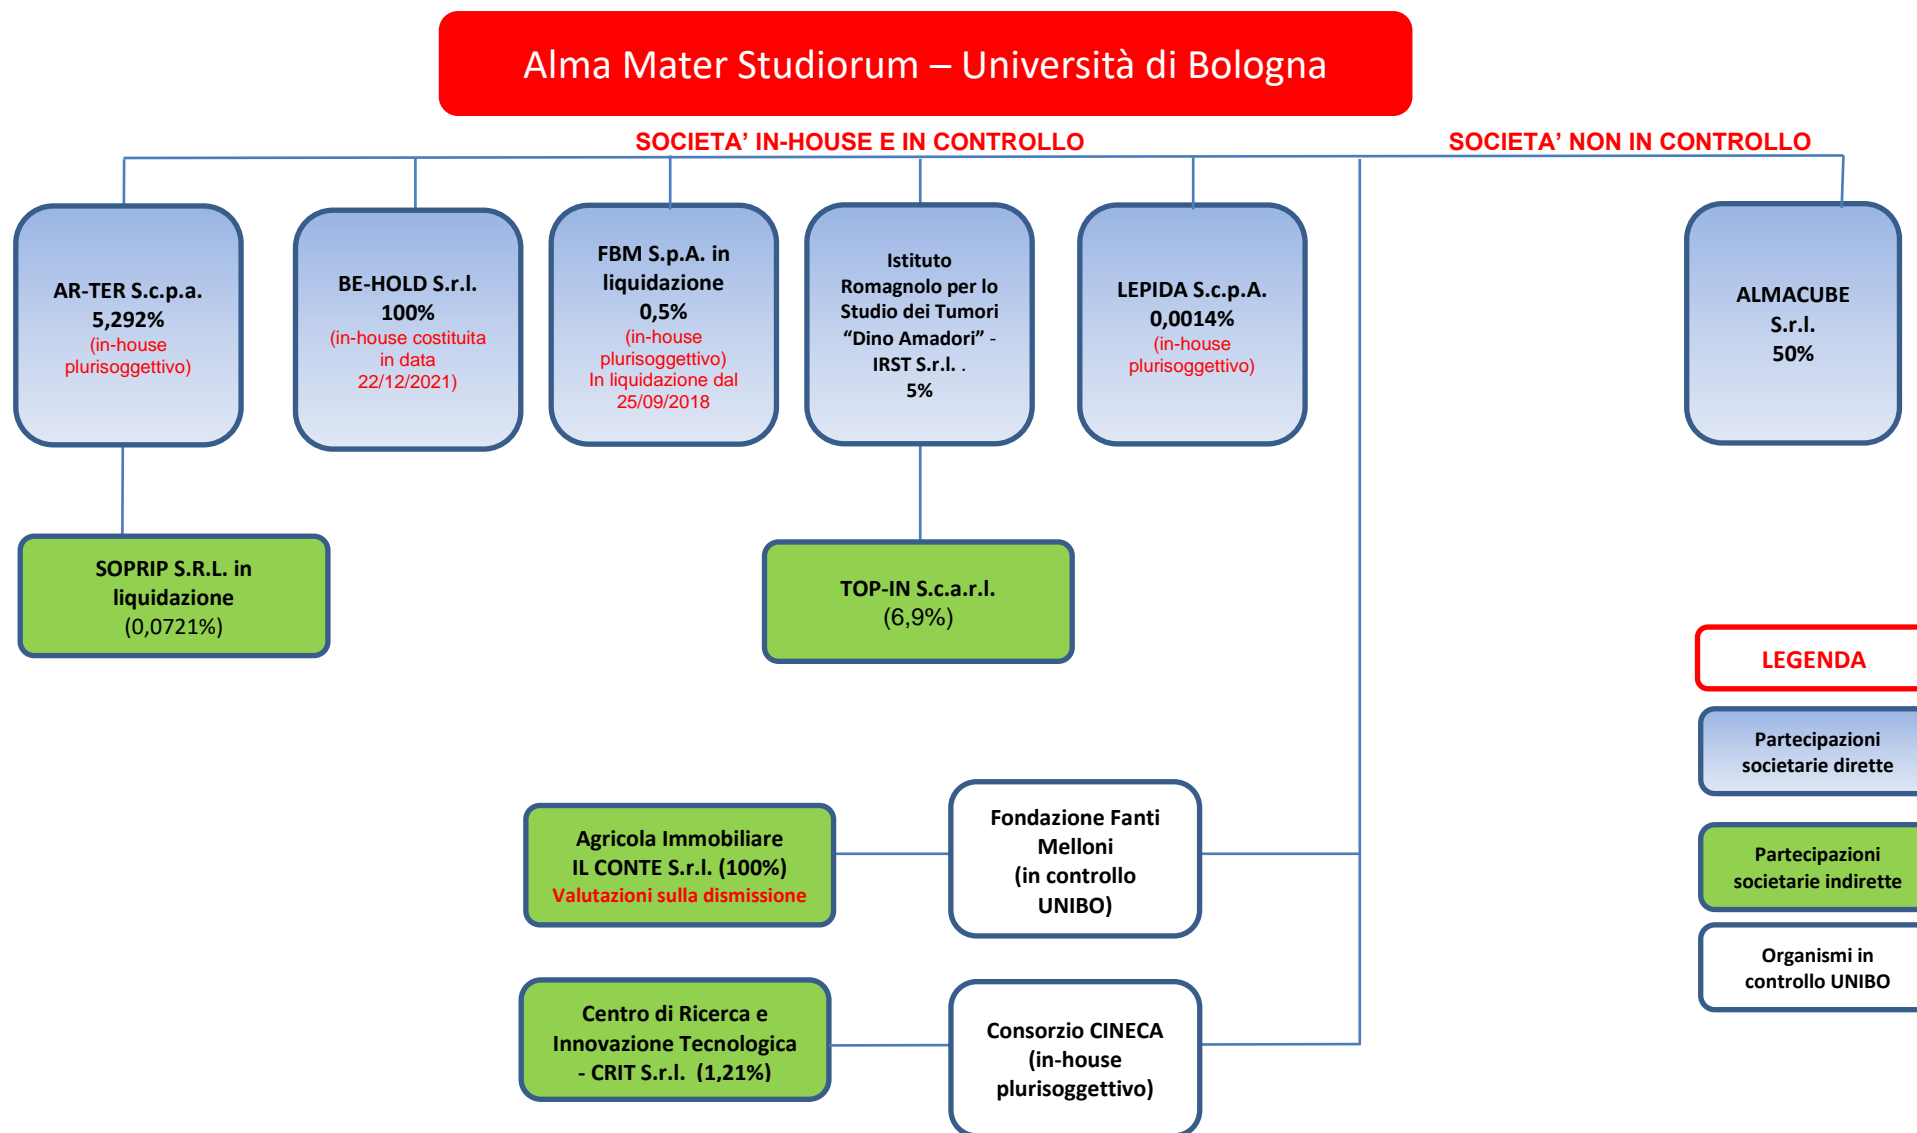 Alma Mater Studiorum – Università di Bologna
SOCIETA’ IN-HOUSE E IN CONTROLLO
SOCIETA’ NON IN CONTROLLO
AR-TER S.c.p.a.
5,292%
(in-house
plurisoggettivo)
BE-HOLD S.r.l.
100%
(in-house costituita
in data
22/12/2021)
FBM S.p.A. in
liquidazione
0,5%
(in-house
plurisoggettivo)
In liquidazione dal
25/09/2018
Istituto
Romagnolo per lo
Studio dei Tumori
“Dino Amadori” -
IRST S.r.l. .
5%
LEPIDA S.c.p.A.
0,0014%
(in-house
plurisoggettivo)
ALMACUBE
S.r.l.
50%
SOPRIP S.R.L. in
liquidazione
(0,0721%)
TOP-IN S.c.a.r.l.
(6,9%)
LEGENDA
Partecipazioni
societarie dirette
Partecipazioni
societarie indirette
Organismi in
controllo UNIBO
Agricola Immobiliare
IL CONTE S.r.l. (100%)
Valutazioni sulla dismissione
Fondazione Fanti
Melloni
(in controllo
UNIBO)
Centro di Ricerca e
Innovazione Tecnologica
- CRIT S.r.l. (1,21%)
Consorzio CINECA
(in-house
plurisoggettivo)